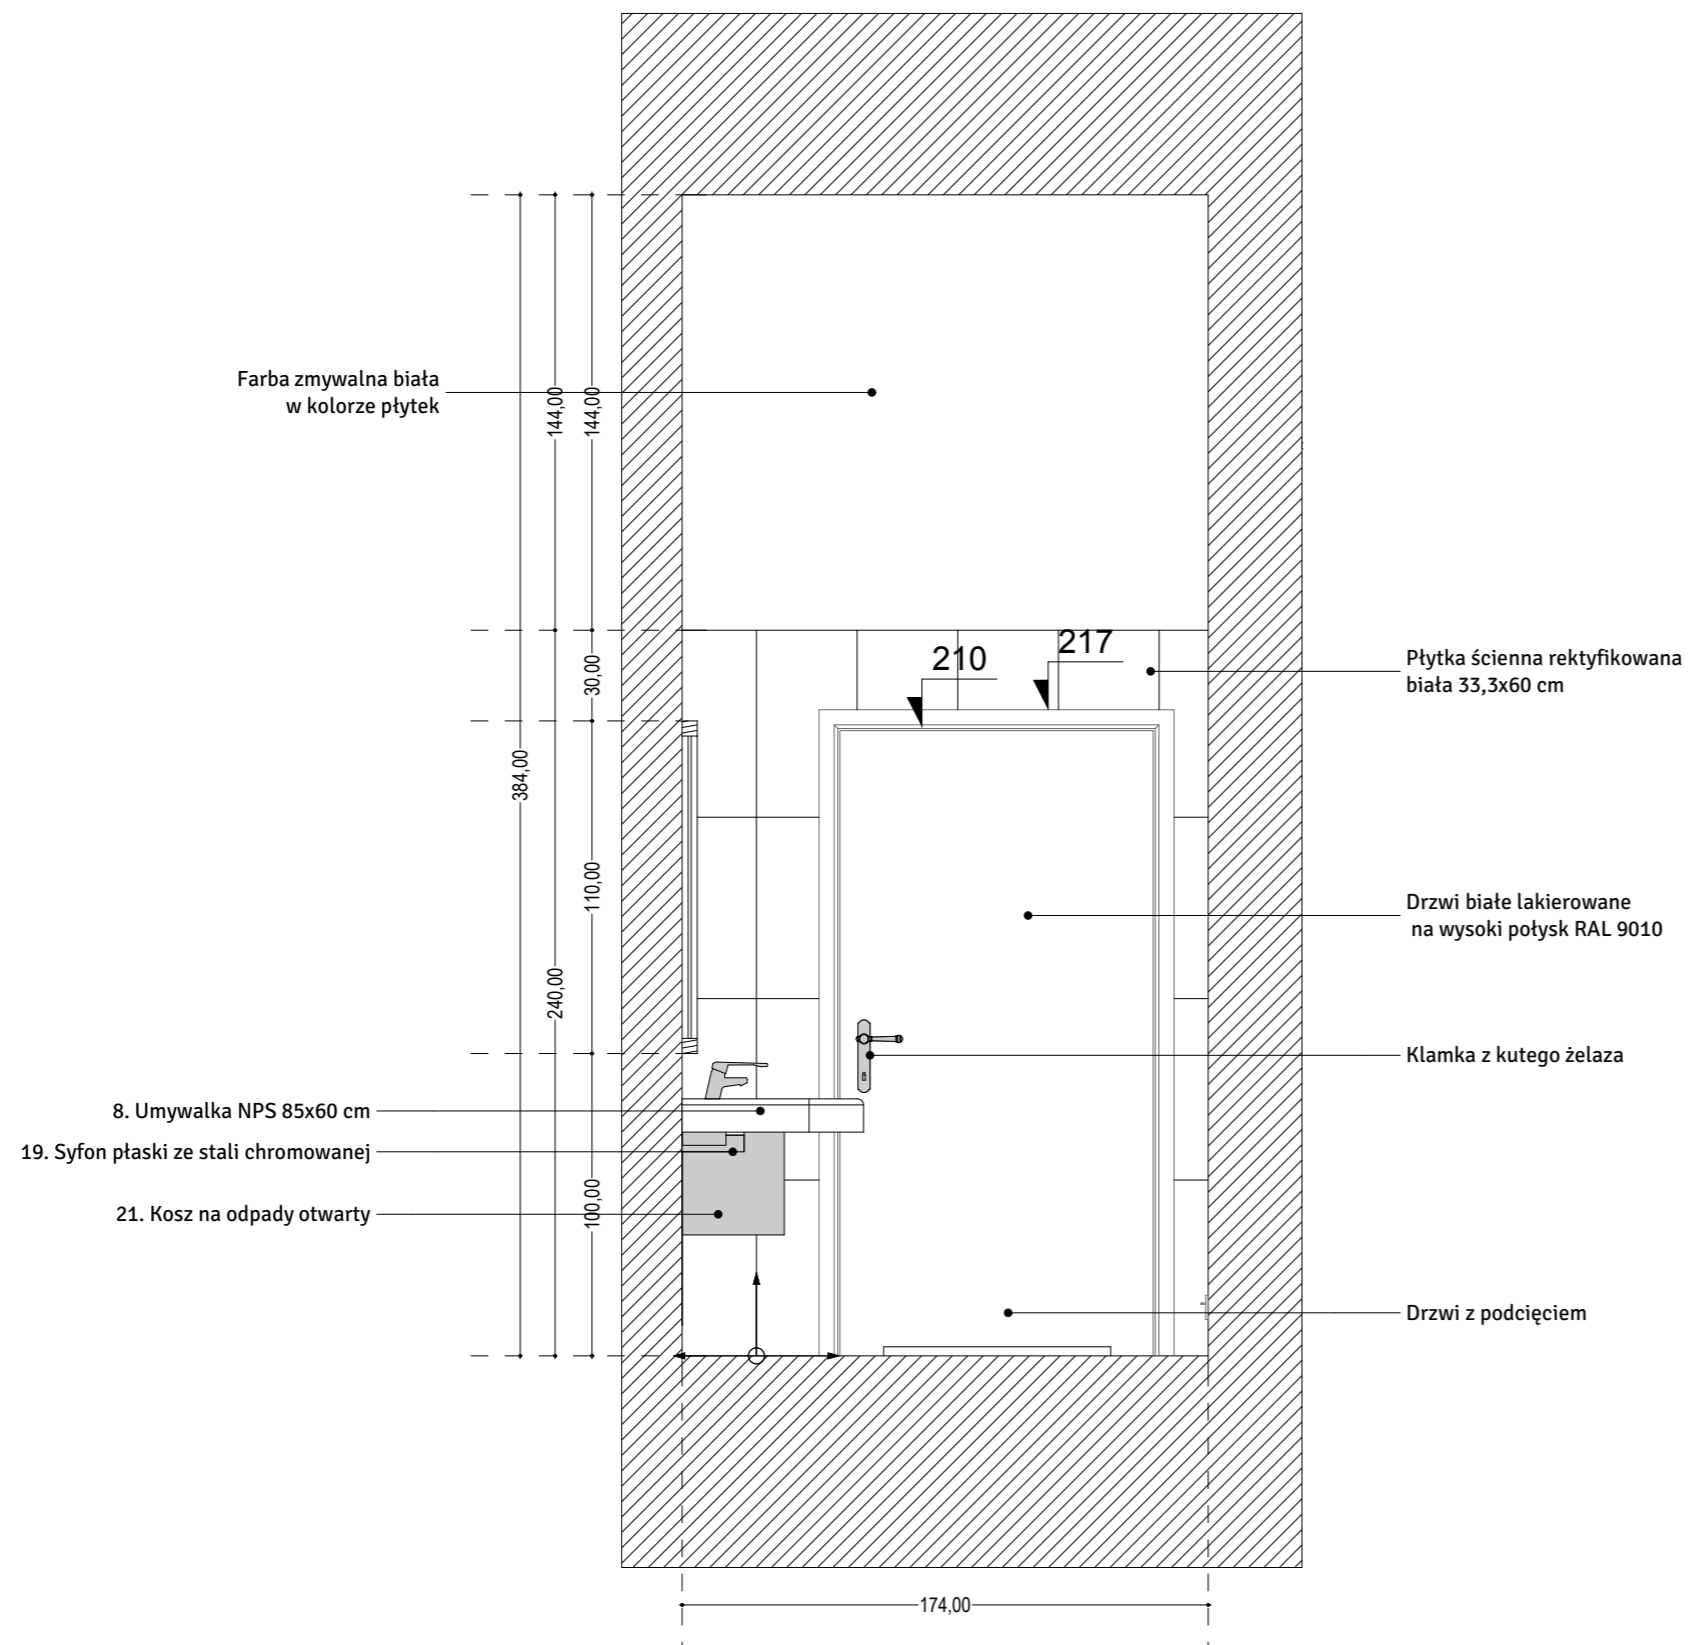 Farba zmywalna biała
w kolorze płytek
144,00
144,00
217
210
30,00
Płytka ścienna rektyfikowana
biała 33,3x60 cm
384,00
110,00
Drzwi białe lakierowane
na wysoki połysk RAL 9010
240,00
Klamka z kutego żelaza
8. Umywalka NPS 85x60 cm
19. Syfon płaski ze stali chromowanej
100,00
21. Kosz na odpady otwarty
Drzwi z podcięciem
174,00